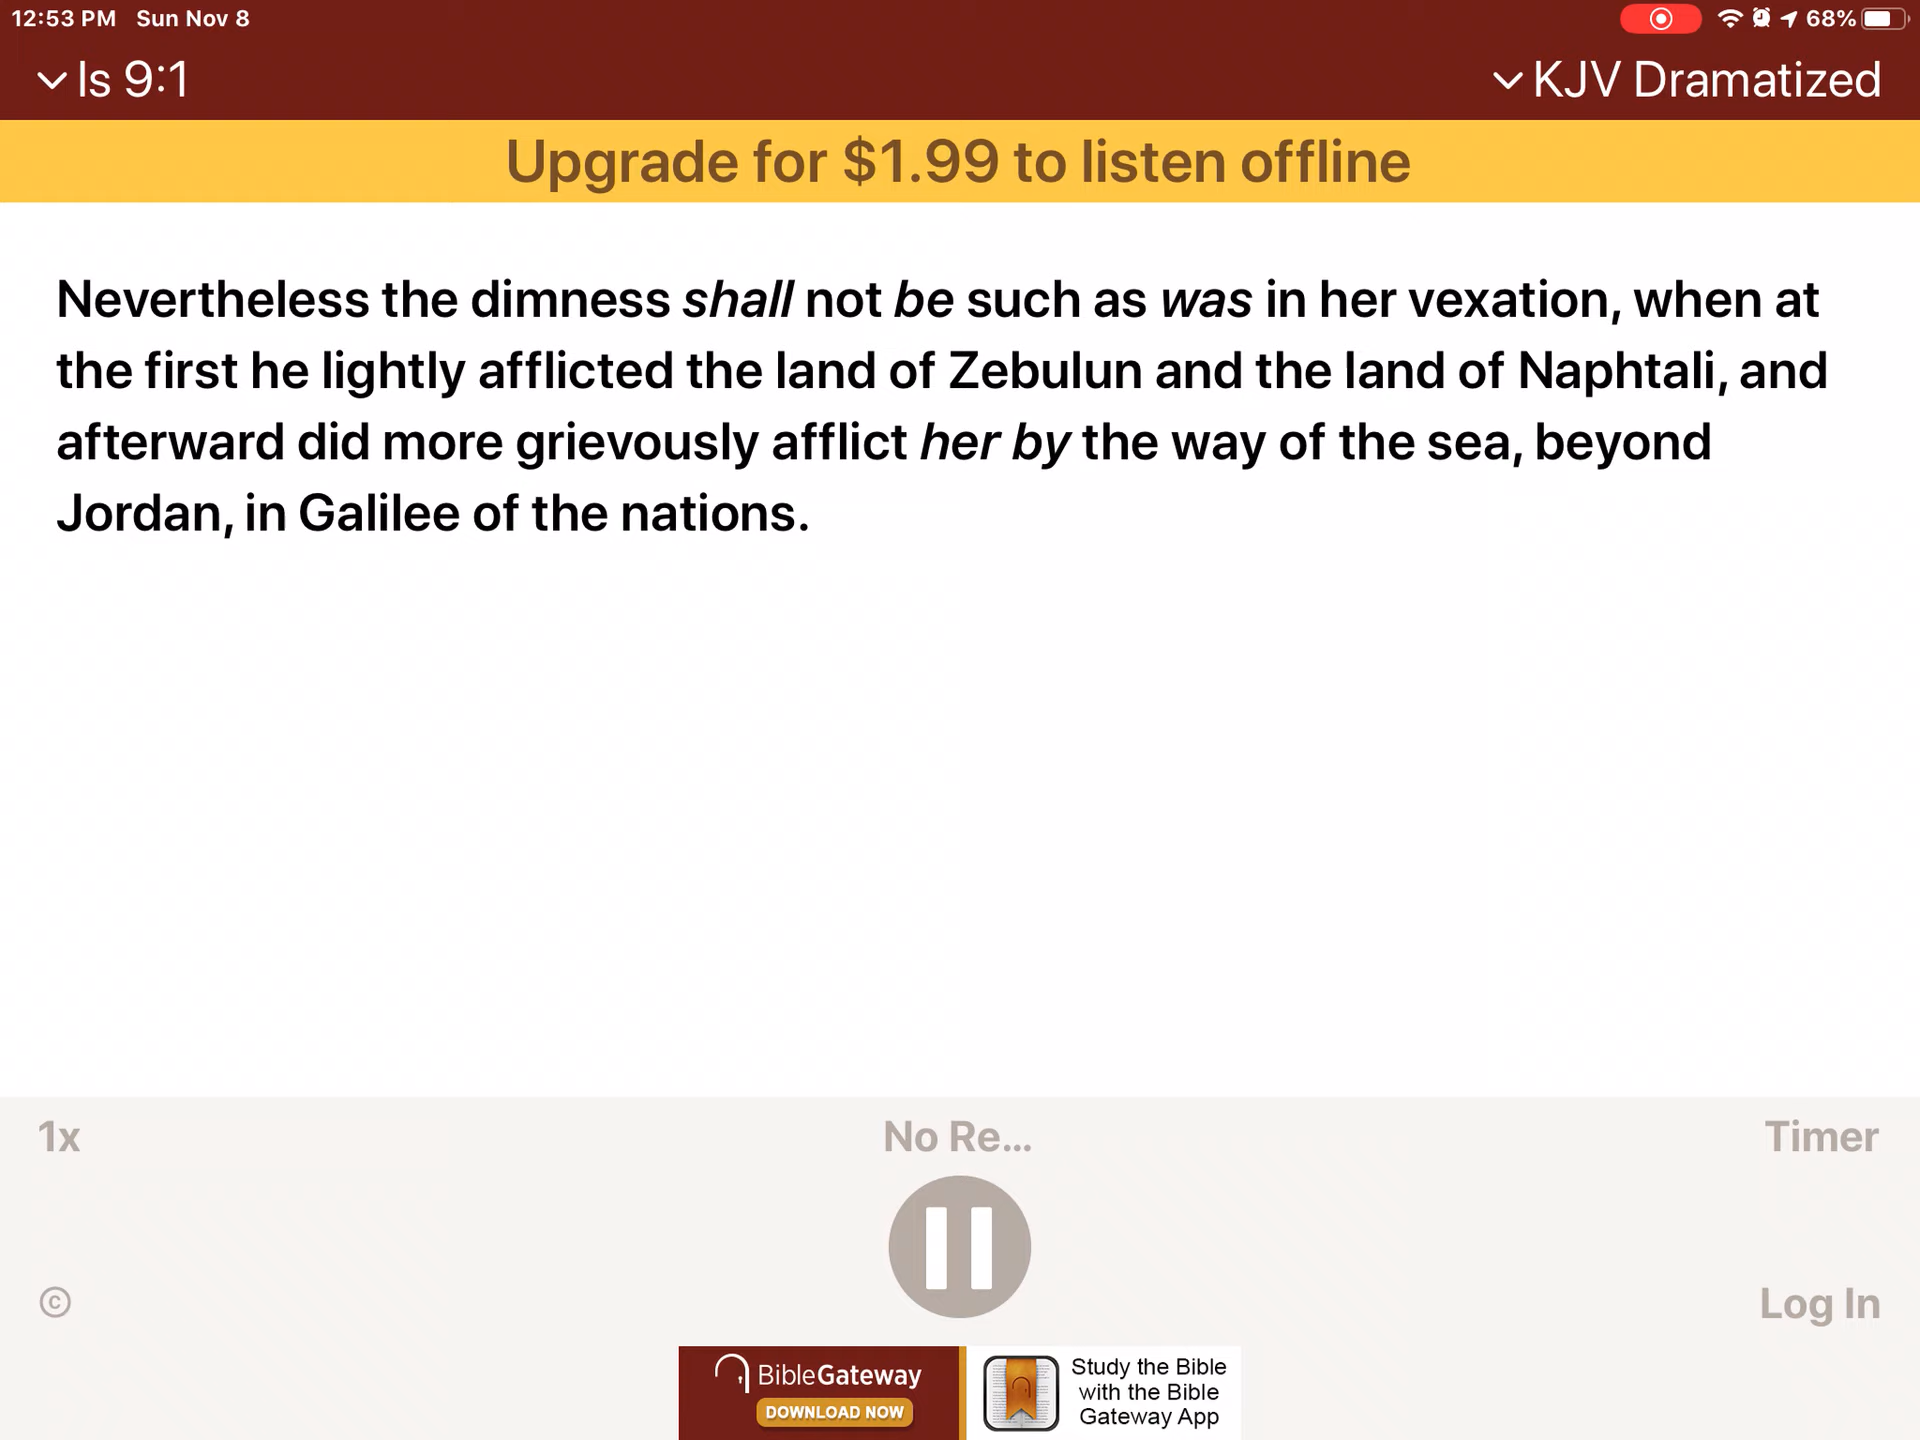 12:53 PM Sun Nov 8
68%
Is 9:1
KJV Dramatized
Upgrade for $1.99 to listen offline
Nevertheless the dimness shall not be such as was in her vexation, when at
the first he lightly afflicted the land of Zebulun and the land of Naphtali, and
afterward did more grievously afflict her by the way of the sea, beyond
Jordan, in Galilee of the nations.
1x
No Re...
Timer
©
Log In
BibleGateway
DOWNLOAD NOW
Study the Bible
with the Bible
Gateway App